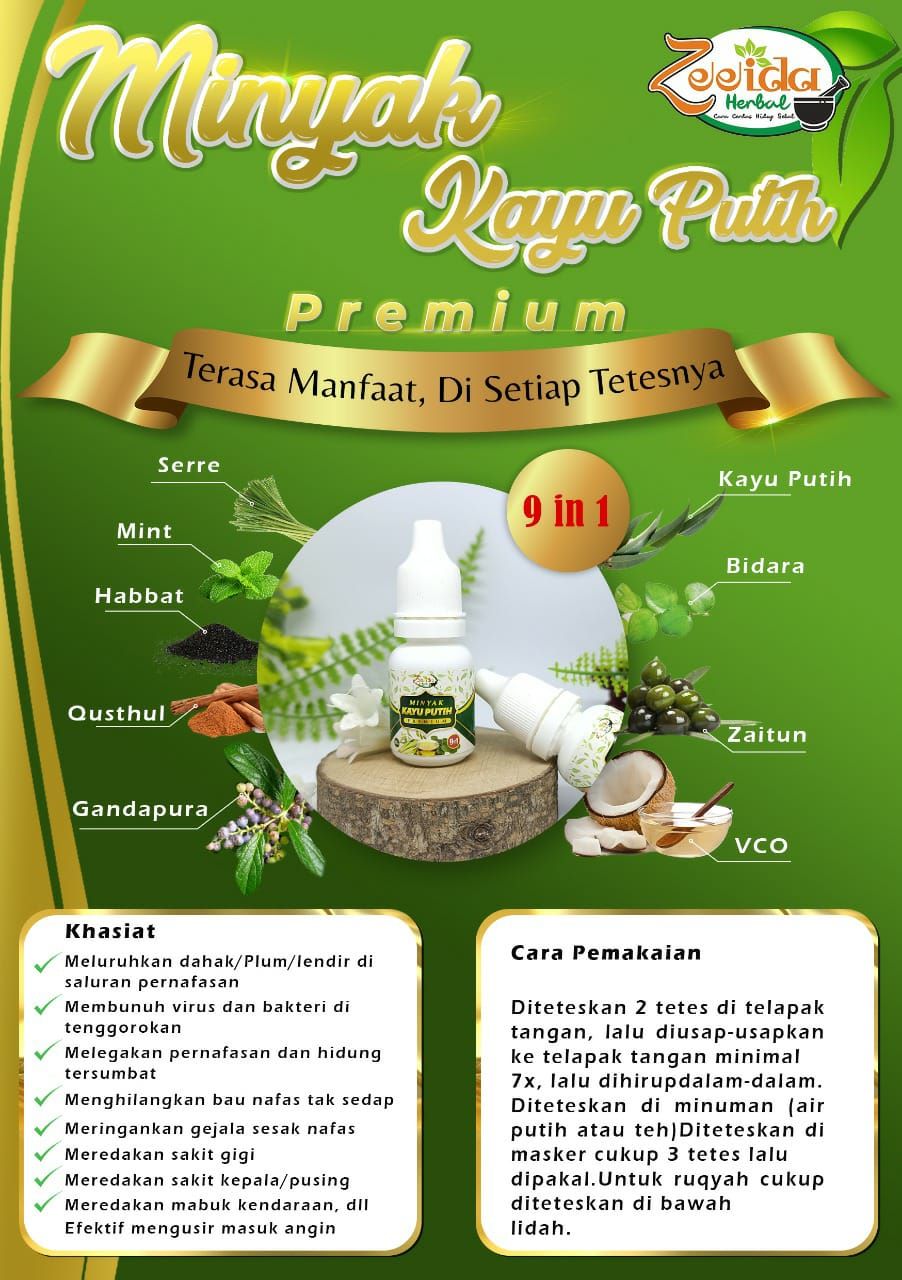 Minyak
Kayu Putih
Zeeida
Herbal
Premium
Terasa Manfaat, Di Setiap Tetesnya
9 in 1
Serre
Mint
Habbat
Qusthul
Gandapura
Kayu Putih
Bidara
Zaitun
VCO
MINYAK
KAYU PUTIH
PREMIUM
Khasiat
Meluruhkan dahak/Plum/lendir di
saluran pernafasan
Membunuh virus dan bakteri di
tenggorokan
Melegakan pernafasan dan hidung
tersumbat
Menghilangkan bau nafas tak sedap
Meringankan gejala sesak nafas
Meredakan sakit gigi
Meredakan sakit kepala/pusing
Meredakan mabuk kendaraan, dll
Efektif mengusir masuk angin
Cara Pemakaian
Diteteskan 2 tetes di telapak
tangan, lalu diusap-usapkan
ke telapak tangan minimal
7x, lalu dihirupdalam-dalam.
Diteteskan di minuman (air
putih atau teh)Diteteskan di
masker cukup 3 tetes lalu
dipakal.Untuk ruqyah cukup
diteteskan di bawah
lidah.